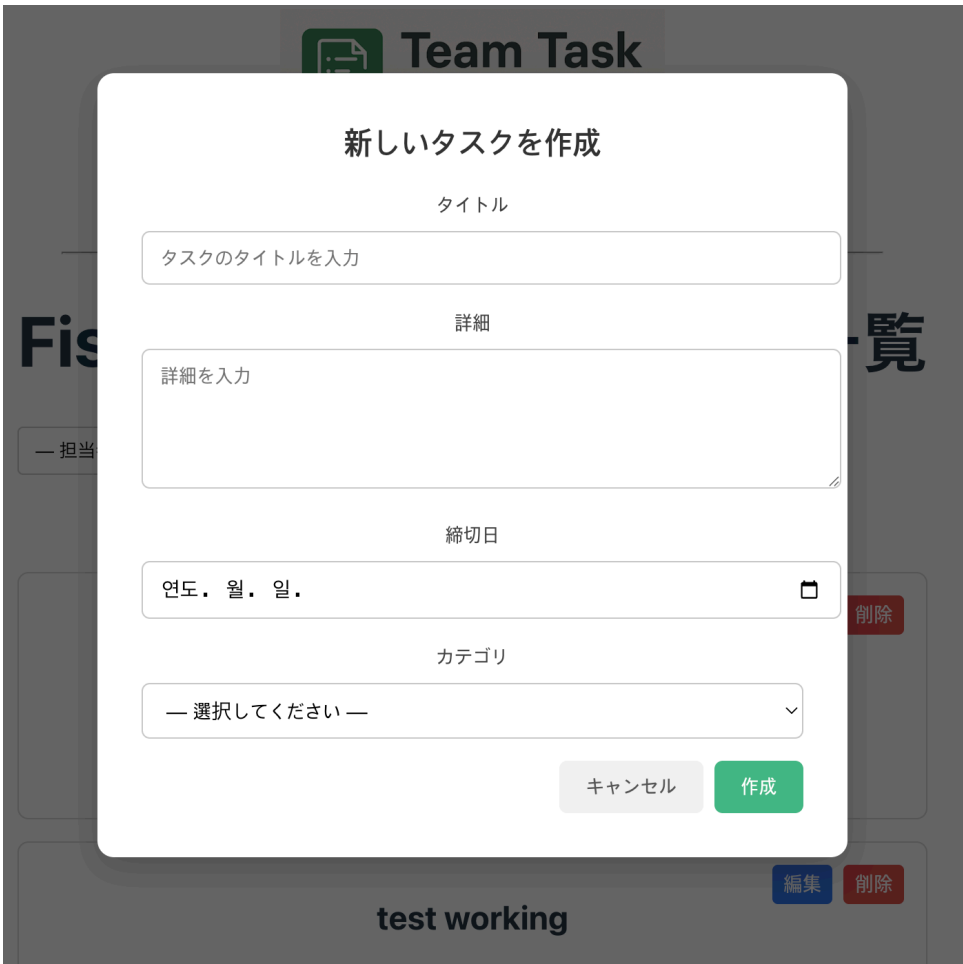 Team Task
新しいタスクを作成
タイトル
タスクのタイトルを入力
詳細
詳細を入力
締切日
연도. 월. 일.
カテゴリ
— 選択してください —
キャンセル
作成
Fis
覧
— 担当
削除
編集
削除
test working